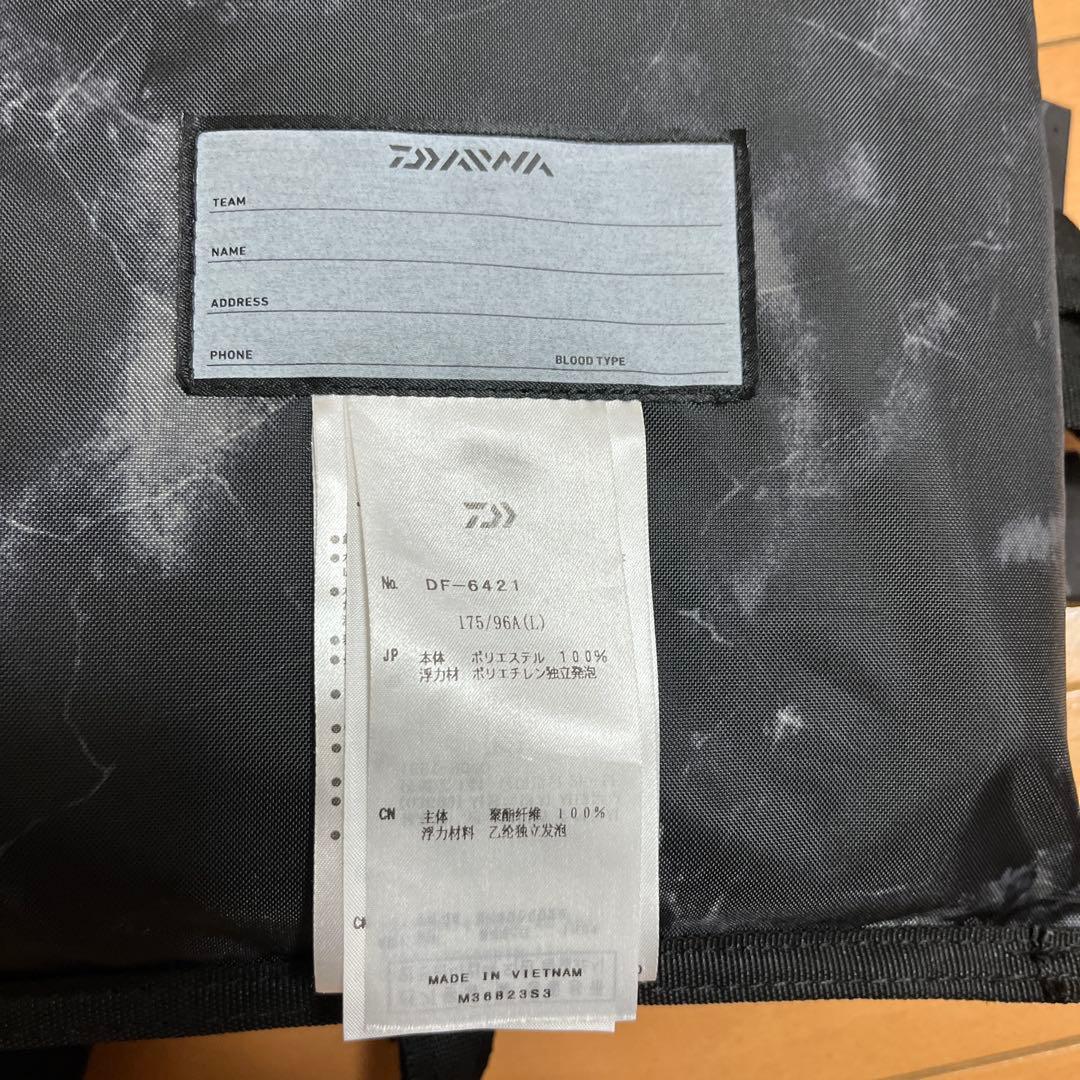 DAIWA
TEAM
NAME
ADDRESS
PHONE BLOOD TYPE
No. DF-6421
175/96A(L)
JP 本体 ポリエステル 100%
浮力材 ポリエチレン独立発泡
CN 主体 聚酯纤维 100%
浮力材料 乙纶独立发泡
MADE IN VIETNAM
M36823S3